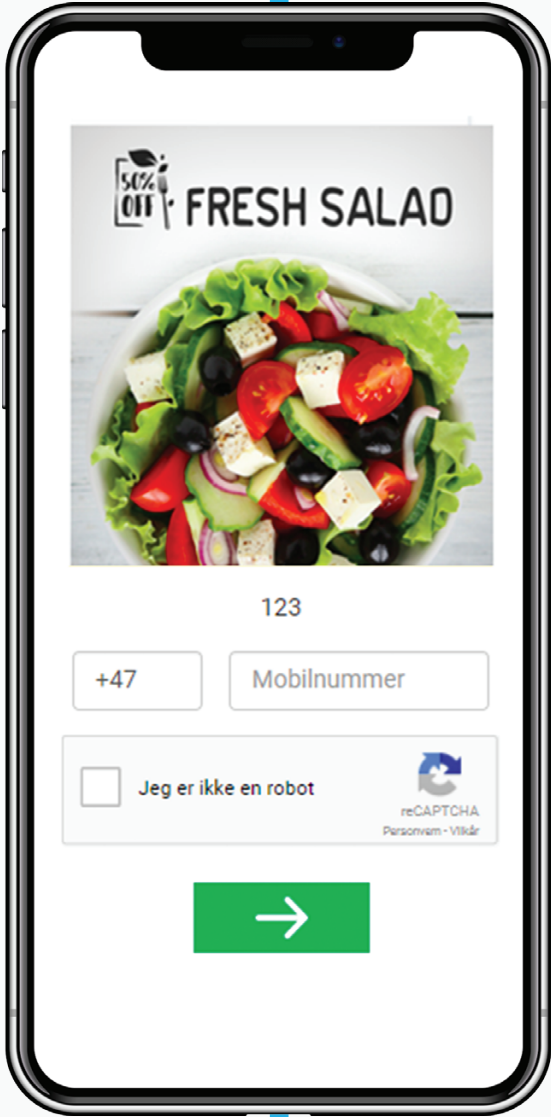 50%
OFF
FRESH SALAD
123
+47
Mobilnummer
Jeg er ikke en robot
reCAPTCHA
Personvern - Vilkår